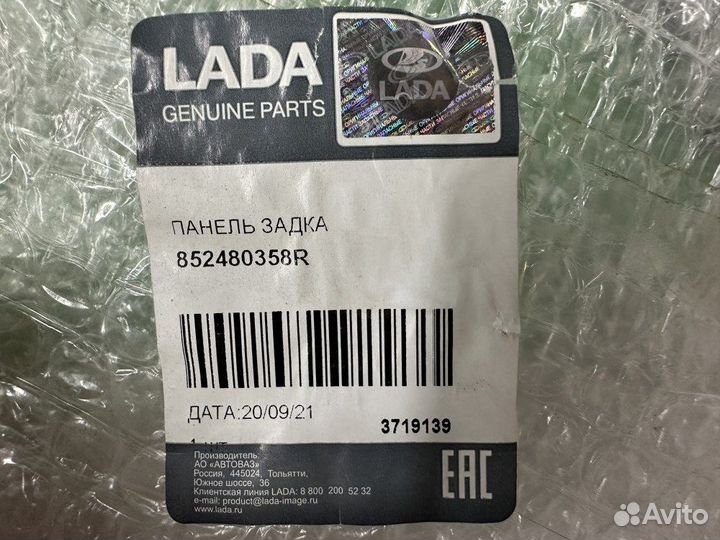 LADA
GENUINE PARTS
LADA
ПАНЕЛЬ ЗАДКА
852480358R
ДАТА:20/09/21
3719139
Производитель:
АО «АВТОВАЗ»
Россия, 445024, Тольятти,
Южное шоссе, 36
Клиентская линия LADA: 8 800 200 52 32
e-mail: product@lada-image.ru
www.lada.ru
EAC
Avito